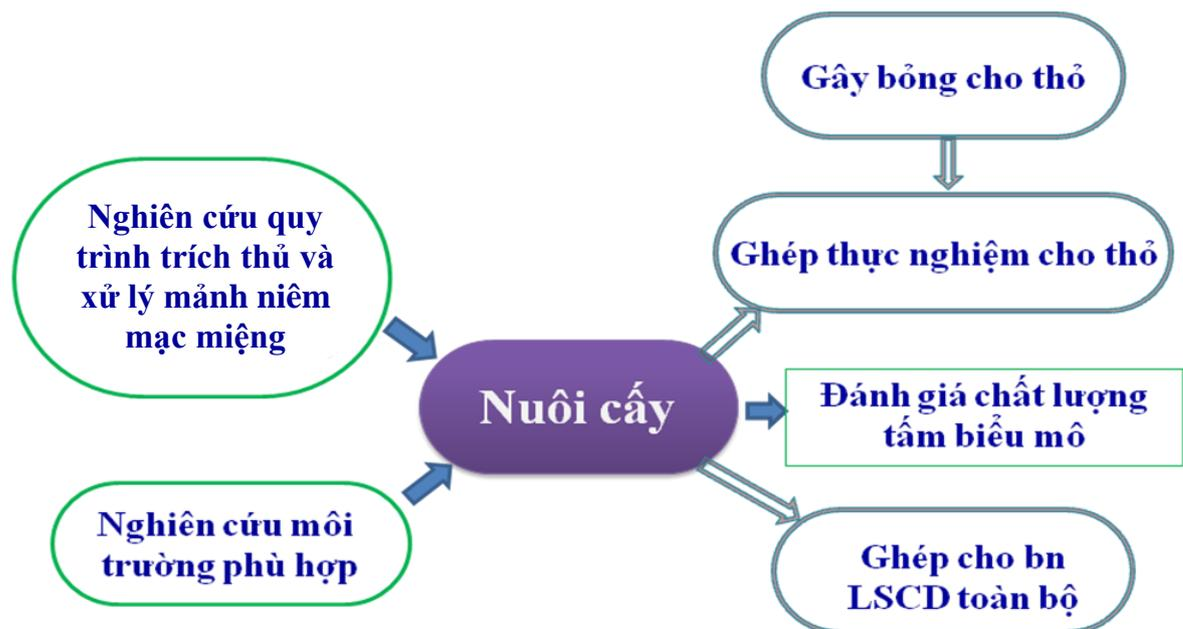 Gây bỏng cho thỏ
Nghiên cứu quy
trình trích thủ và
xử lý mảnh niêm
mạc miệng
Ghép thực nghiệm cho thỏ
Nuôi cấy
Đánh giá chất lượng
tấm biểu mô
Nghiên cứu môi
trường phù hợp
Ghép cho bn
LSCD toàn bộ